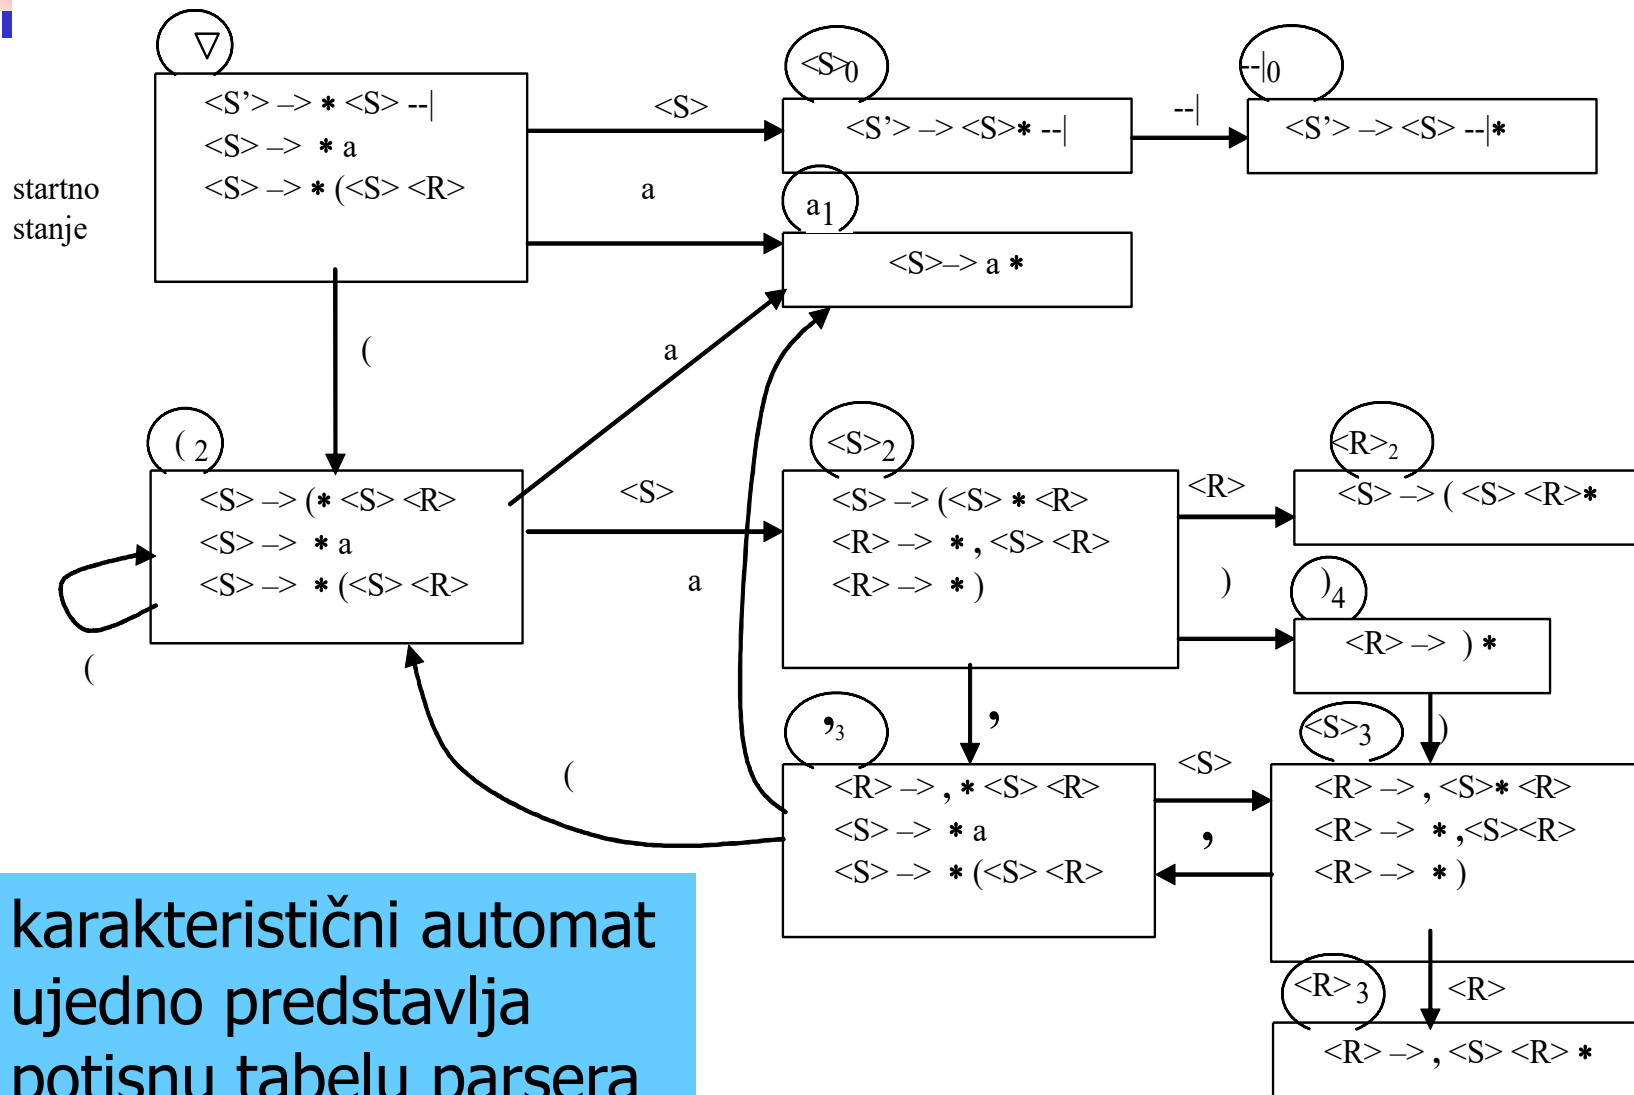 ▽
<S’> –> * <S> --|
<S> –> * a
<S> –> * (<S> <R>
startno
stanje
<S>
<S>0
<S’> –> <S>* --|
--|
--|0
<S’> –> <S> --|*
a
a1
<S>–> a *
(
a
( 2
<S> –> (* <S> <R>
<S> –> * a
<S> –> * (<S> <R>
(
<S>
a
<S>2
<S> –> (<S> * <R>
<R> –> * , <S> <R>
<R> –> * )
<R>
<R>2
<S> –> ( <S> <R>*
)
)4
<R> –> ) *
,
)
(
,3
<R> –> , * <S> <R>
<S> –> * a
<S> –> * (<S> <R>
<S>
,
<S>3
<R> –> , <S>* <R>
<R> –> * ,<S><R>
<R> –> * )
<R>
<R>3
<R> –> , <S> <R> *
karakteristični automat
ujedno predstavlja
potisnu tabelu parsera